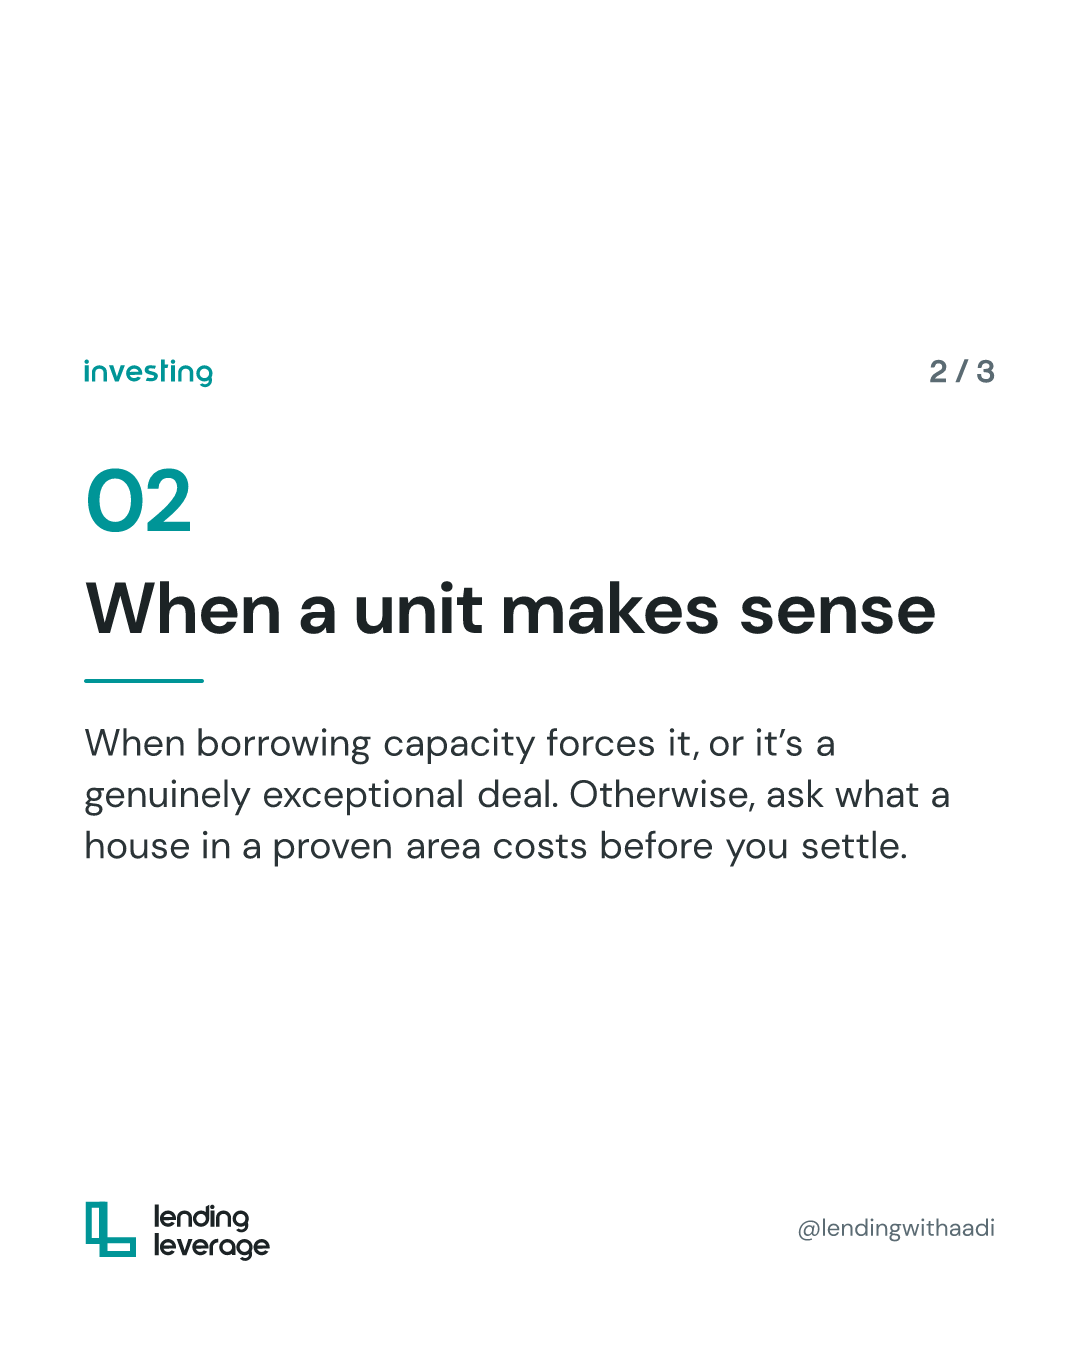 investing
2 / 3
02
When a unit makes sense
When borrowing capacity forces it, or it’s a
genuinely exceptional deal. Otherwise, ask what a
house in a proven area costs before you settle.
lending
leverage
@lendingwithaadi